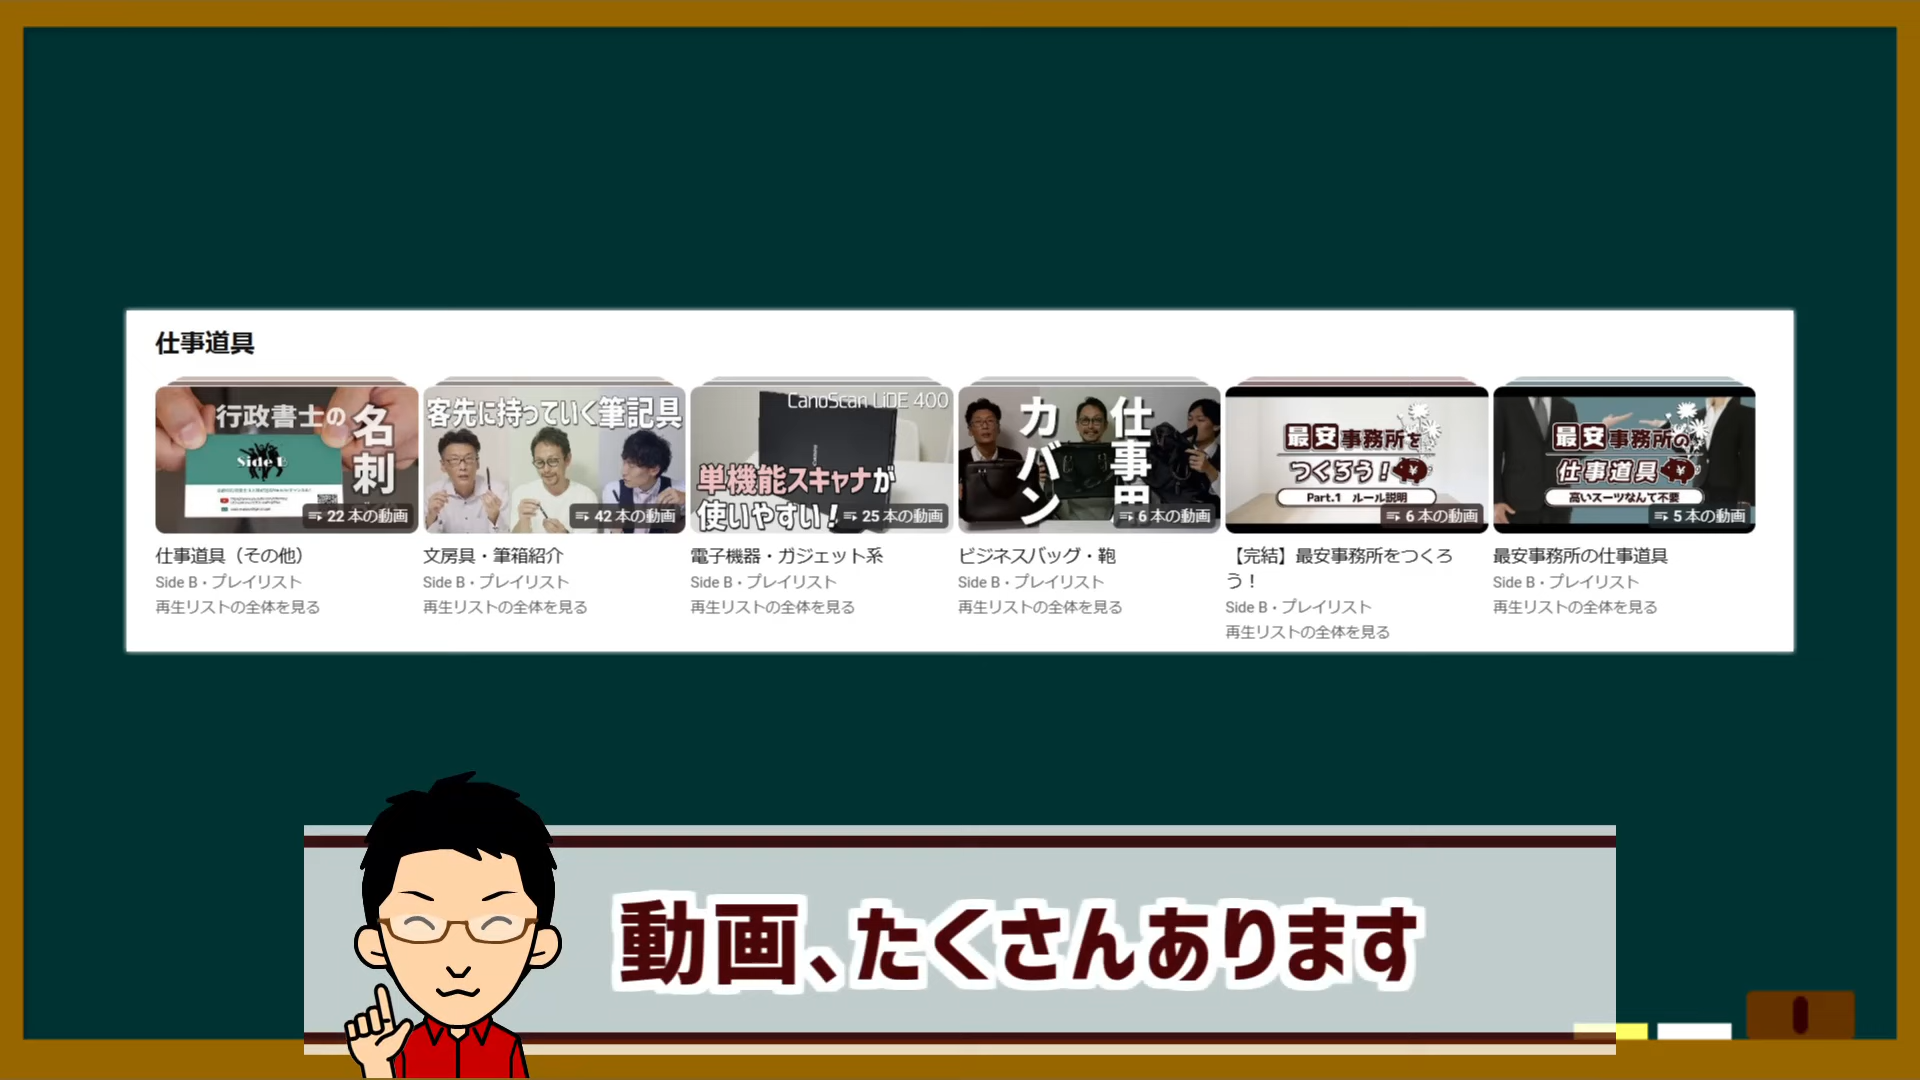 仕事道具
行政書士の
名刺
Side B
22 本の動画
客先に持っていく筆記具
42 本の動画
CanoScan LiDE 400
単機能スキャナが
使いやすい!
25 本の動画
仕事用
カバン
6 本の動画
最安事務所を
つくろう!
¥
Part.1 ルール説明
6 本の動画
最安事務所の
仕事道具
¥
高いスーツなんて不要
5 本の動画
仕事道具（その他）
Side B・プレイリスト
再生リストの全体を見る
文房具・筆箱紹介
Side B・プレイリスト
再生リストの全体を見る
電子機器・ガジェット系
Side B・プレイリスト
再生リストの全体を見る
ビジネスバッグ・鞄
Side B・プレイリスト
再生リストの全体を見る
【完結】最安事務所をつくろ
う！
Side B・プレイリスト
再生リストの全体を見る
最安事務所の仕事道具
Side B・プレイリスト
再生リストの全体を見る
動画、たくさんあります